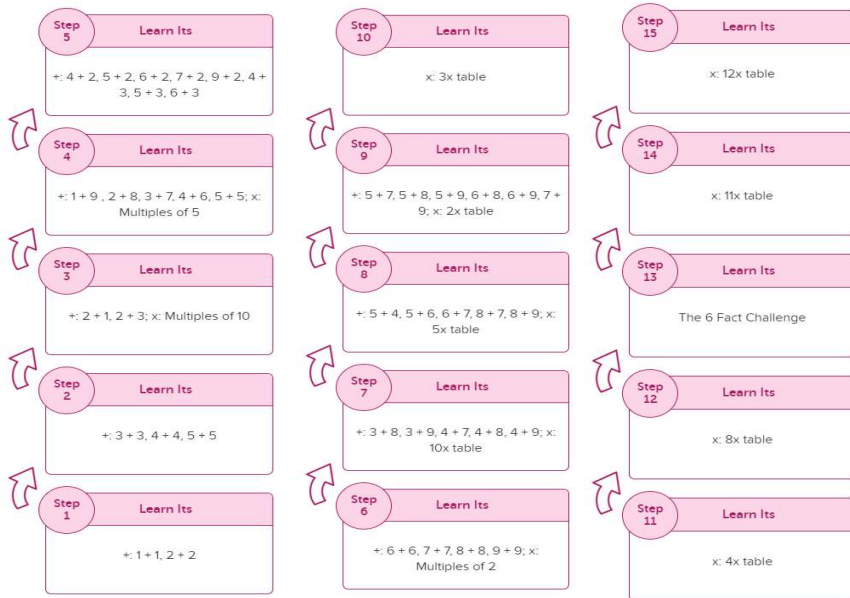 Step
5
Learn Its
+: 4 + 2, 5 + 2, 6 + 2, 7 + 2, 9 + 2, 4 +
3, 5 + 3, 6 + 3
Step
4
Learn Its
+: 1 + 9 , 2 + 8, 3 + 7, 4 + 6, 5 + 5; x:
Multiples of 5
Step
3
Learn Its
+: 2 + 1, 2 + 3; x: Multiples of 10
Step
2
Learn Its
+: 3 + 3, 4 + 4, 5 + 5
Step
1
Learn Its
+: 1 + 1, 2 + 2
Step
10
Learn Its
x: 3x table
Step
9
Learn Its
+: 5 + 7, 5 + 8, 5 + 9, 6 + 8, 6 + 9, 7 +
9; x: 2x table
Step
8
Learn Its
+: 5 + 4, 5 + 6, 6 + 7, 8 + 7, 8 + 9; x:
5x table
Step
7
Learn Its
+: 3 + 8, 3 + 9, 4 + 7, 4 + 8, 4 + 9; x:
10x table
Step
6
Learn Its
+: 6 + 6, 7 + 7, 8 + 8, 9 + 9; x:
Multiples of 2
Step
15
Learn Its
x: 12x table
Step
14
Learn Its
x: 11x table
Step
13
Learn Its
The 6 Fact Challenge
Step
12
Learn Its
x: 8x table
Step
11
Learn Its
x: 4x table